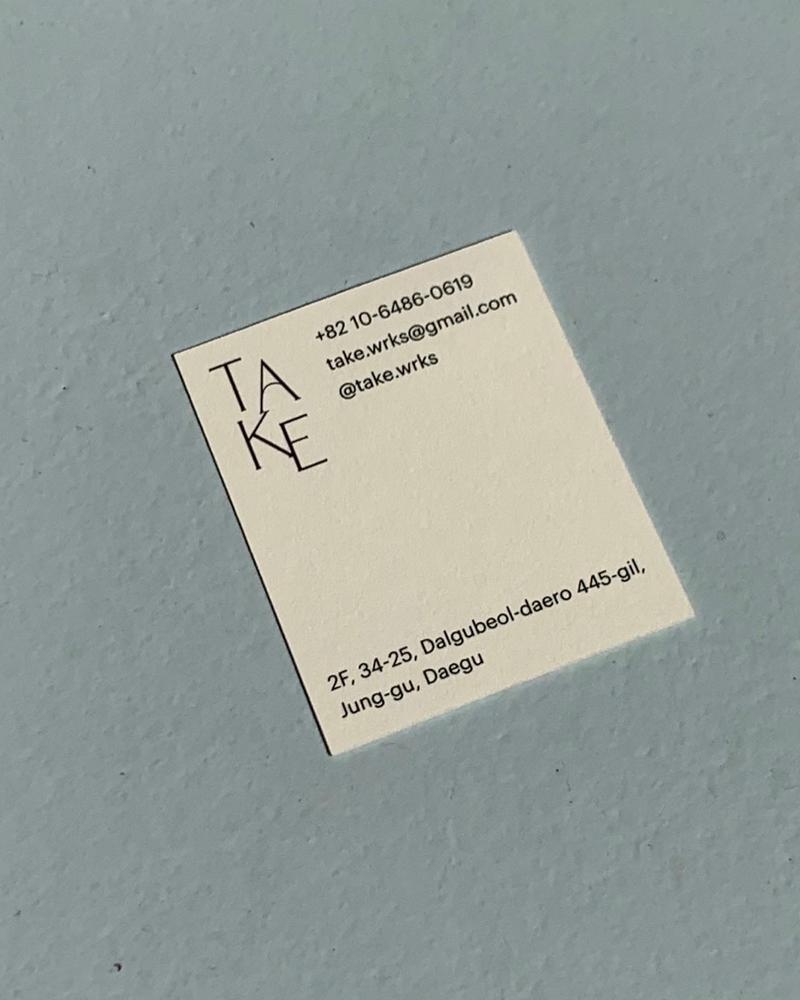 TA
KE
+82 10-6486-0619
take.wrks@gmail.com
@take.wrks
2F, 34-25, Dalgubeol-daero 445-gil,
Jung-gu, Daegu